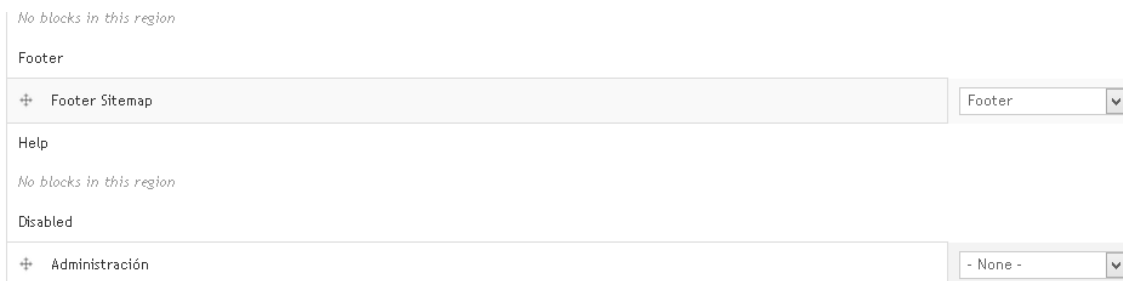 No blocks in this region
Footer
Footer Sitemap Footer
Help
No blocks in this region
Disabled
Administración - None -